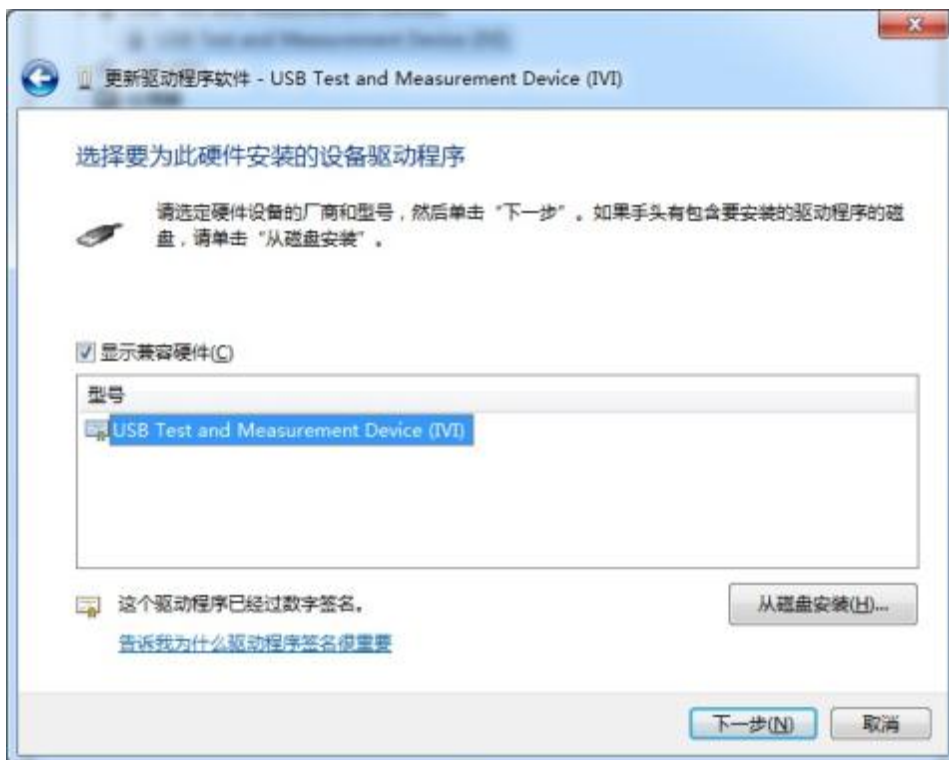 更新驱动程序软件 - USB Test and Measurement Device (IVI)
选择要为此硬件安装的设备驱动程序
请选定硬件设备的厂商和型号，然后单击“下一步”。如果手头有包含要安装的驱动程序的磁
盘，请单击“从磁盘安装”。
显示兼容硬件(C)
型号
USB Test and Measurement Device (IVI)
这个驱动程序已经过数字签名。
从磁盘安装(H)...
告诉我为什么驱动程序签名很重要
下一步(N)
取消